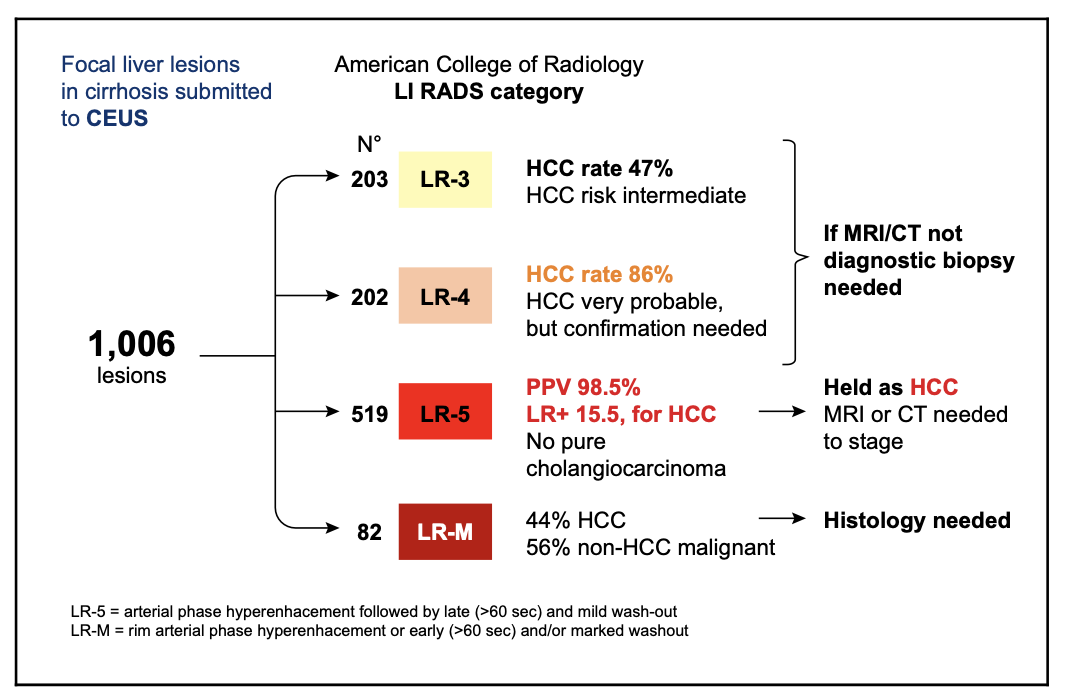 Focal liver lesions
in cirrhosis submitted
to CEUS
American College of Radiology
LI RADS category
N°
203
LR-3
HCC rate 47%
HCC risk intermediate
202
LR-4
HCC rate 86%
HCC very probable,
but confirmation needed
If MRI/CT not
diagnostic biopsy
needed
1,006
lesions
519
LR-5
PPV 98.5%
LR+ 15.5, for HCC
No pure
cholangiocarcinoma
Held as HCC
MRI or CT needed
to stage
82
LR-M
44% HCC
56% non-HCC malignant
Histology needed
LR-5 = arterial phase hyperenhacement followed by late (>60 sec) and mild wash-out
LR-M = rim arterial phase hyperenhacement or early (>60 sec) and/or marked washout